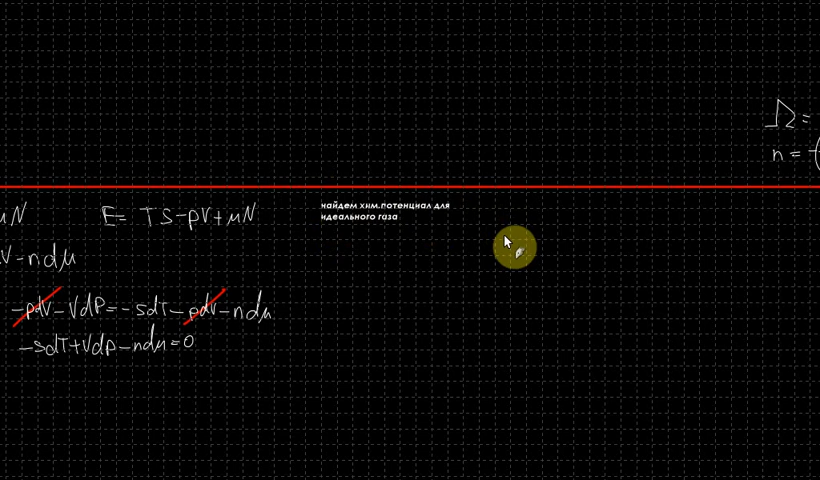 Ω=
n=
μN
E= TS-pV+μN
найдем хим.потенциал для
идеального газа
V-ndμ
-pdV-Vdp=-sdT-pdV-ndμ
-sdT+Vdp-ndμ=0